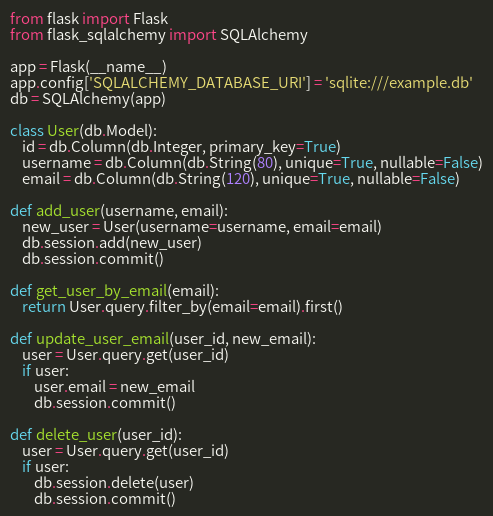 from flask import Flask
from flask_sqlalchemy import SQLAlchemy

app = Flask(__name__)
app.config['SQLALCHEMY_DATABASE_URI'] = 'sqlite:///example.db'
db = SQLAlchemy(app)

class User(db.Model):
    id = db.Column(db.Integer, primary_key=True)
    username = db.Column(db.String(80), unique=True, nullable=False)
    email = db.Column(db.String(120), unique=True, nullable=False)

def add_user(username, email):
    new_user = User(username=username, email=email)
    db.session.add(new_user)
    db.session.commit()

def get_user_by_email(email):
    return User.query.filter_by(email=email).first()

def update_user_email(user_id, new_email):
    user = User.query.get(user_id)
    if user:
        user.email = new_email
        db.session.commit()

def delete_user(user_id):
    user = User.query.get(user_id)
    if user:
        db.session.delete(user)
        db.session.commit()